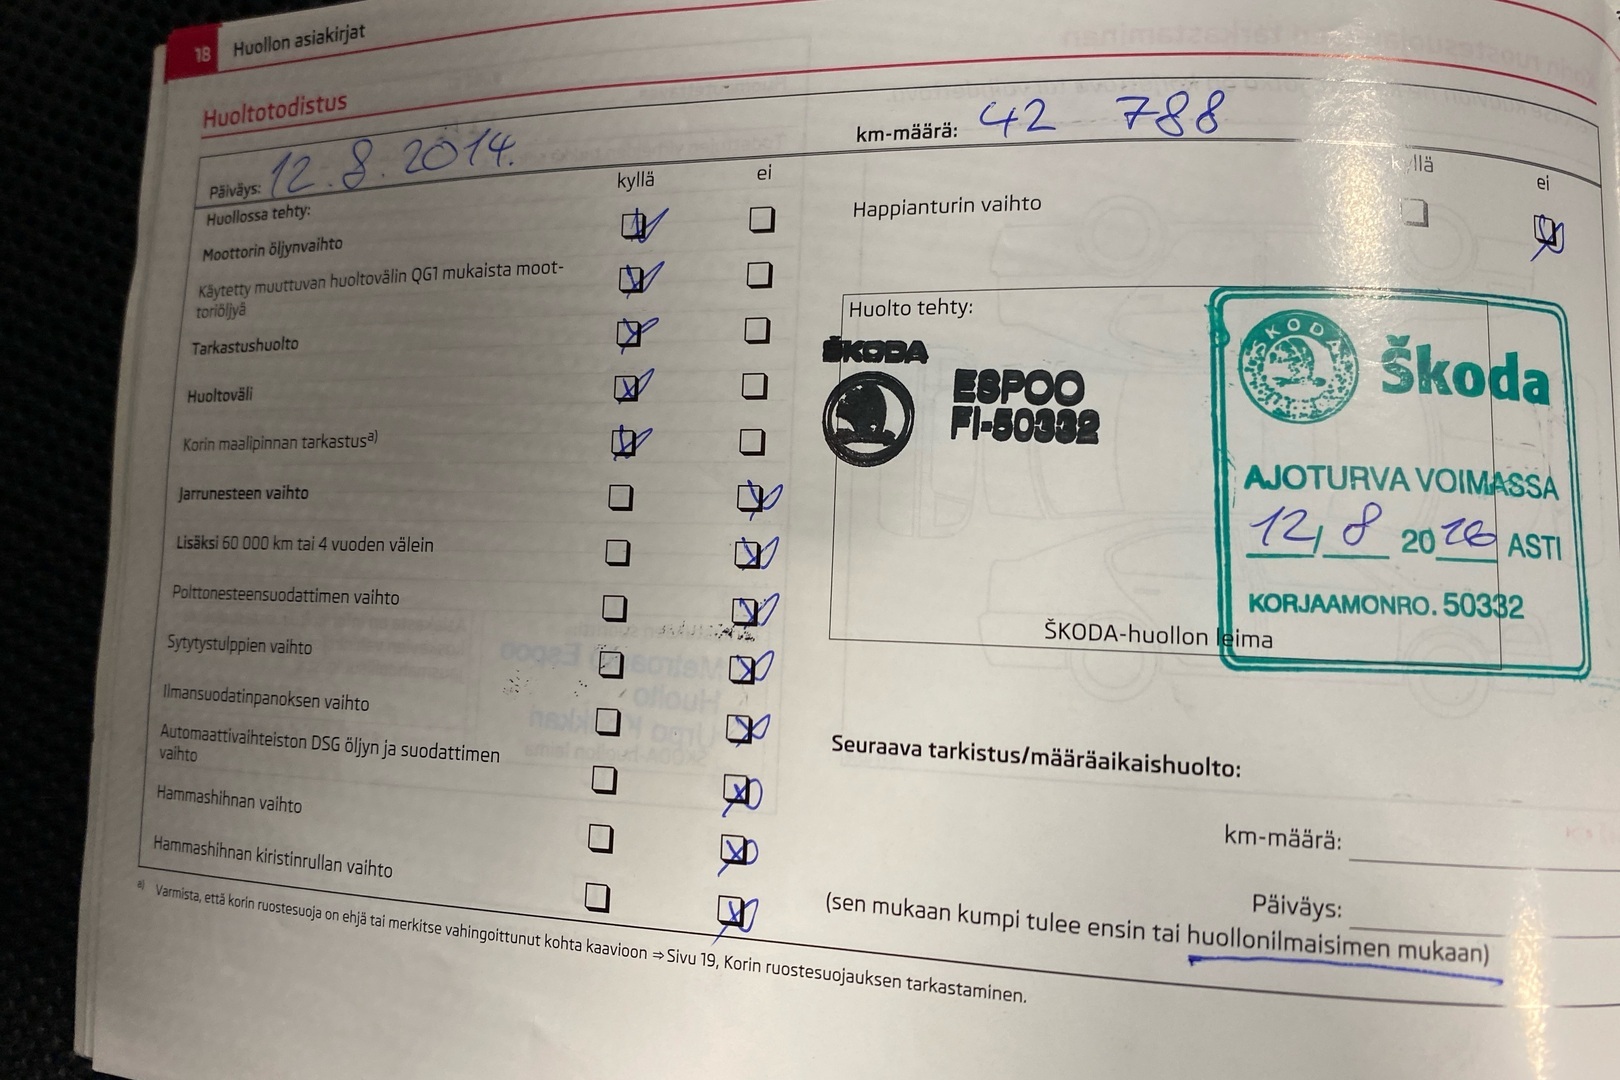 18 Huollon asiakirjat
Huoltotodistus
Päiväys: 12.8.2014.
km-määrä: 42 788
kyllä ei
Huollossa tehty:
Moottorin öljynvaihto
Käytetty muuttuvan huoltovälin QG1 mukaista moot-
toriöljyä
Tarkastushuolto
Huoltoväli
Korin maalipinnan tarkastus a)
Jarrunesteen vaihto
Lisäksi 60 000 km tai 4 vuoden välein
Polttonesteensuodattimen vaihto
Sytytystulppien vaihto
Ilmansuodatinpanoksen vaihto
Automaattivaihteiston DSG öljyn ja suodattimen
vaihto
Hammashihnan vaihto
Hammashihnan kiristinrullan vaihto
a) Varmista, että korin ruostesuoja on ehjä tai merkitse vahingoittunut kohta kaavioon ⇒ Sivu 19, Korin ruostesuojauksen tarkastaminen.
kyllä ei
Happianturin vaihto
Huolto tehty:
ŠKODA
ESPOO
FI-50332
SKODA
Škoda
AJOTURVA VOIMASSA
12/8 2016 ASTI
KORJAAMONRO. 50332
ŠKODA-huollon leima
Seuraava tarkistus/määräaikaishuolto:
km-määrä:
Päiväys:
(sen mukaan kumpi tulee ensin tai huollonilmaisimen mukaan)